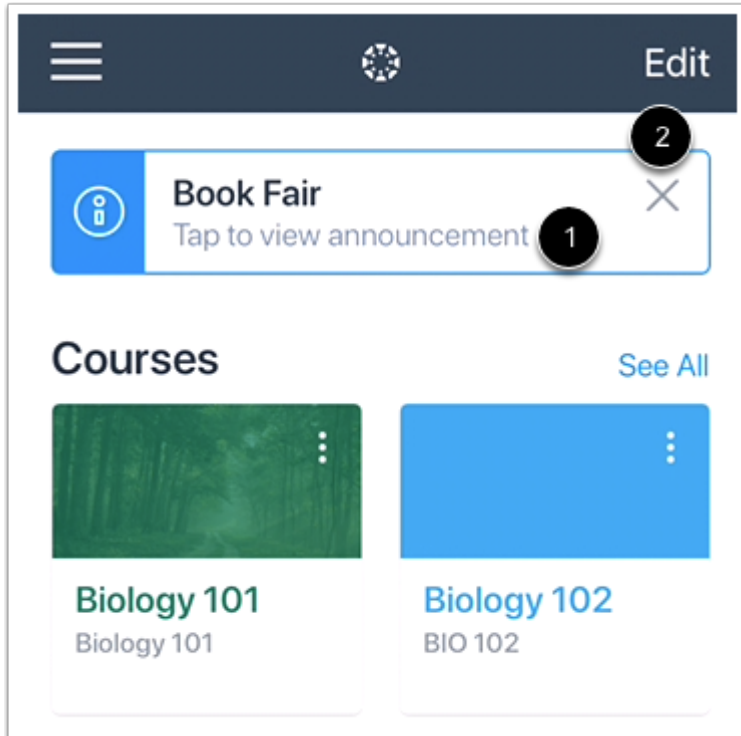 Edit
2
Book Fair
Tap to view announcement 1
Courses
See All
Biology 101
Biology 101
Biology 102
BIO 102